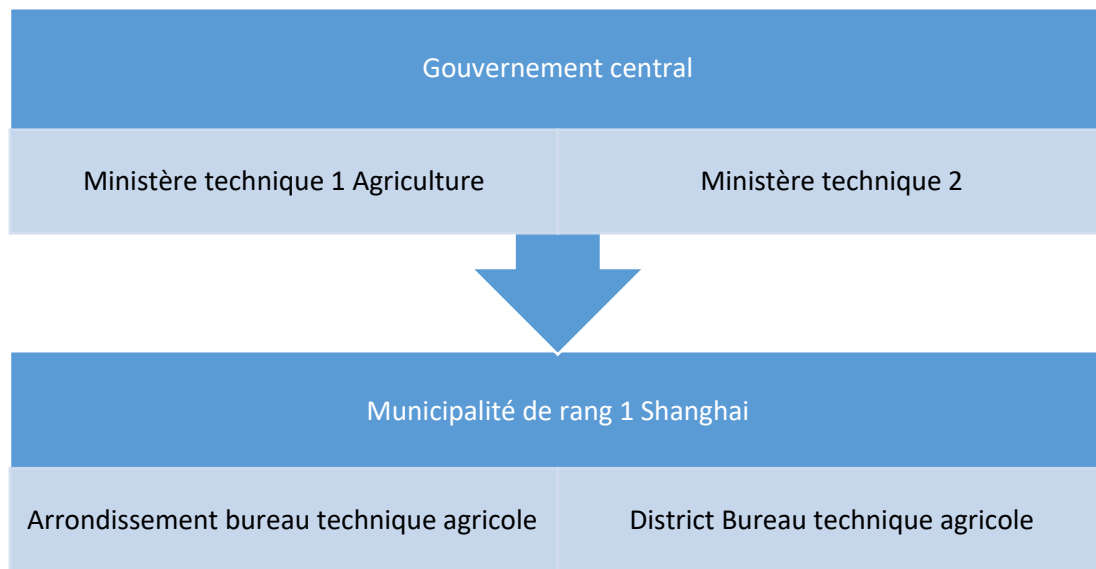 Gouvernement central
Ministère technique 1 Agriculture
Ministère technique 2
Municipalité de rang 1 Shanghai
Arrondissement bureau technique agricole
District Bureau technique agricole